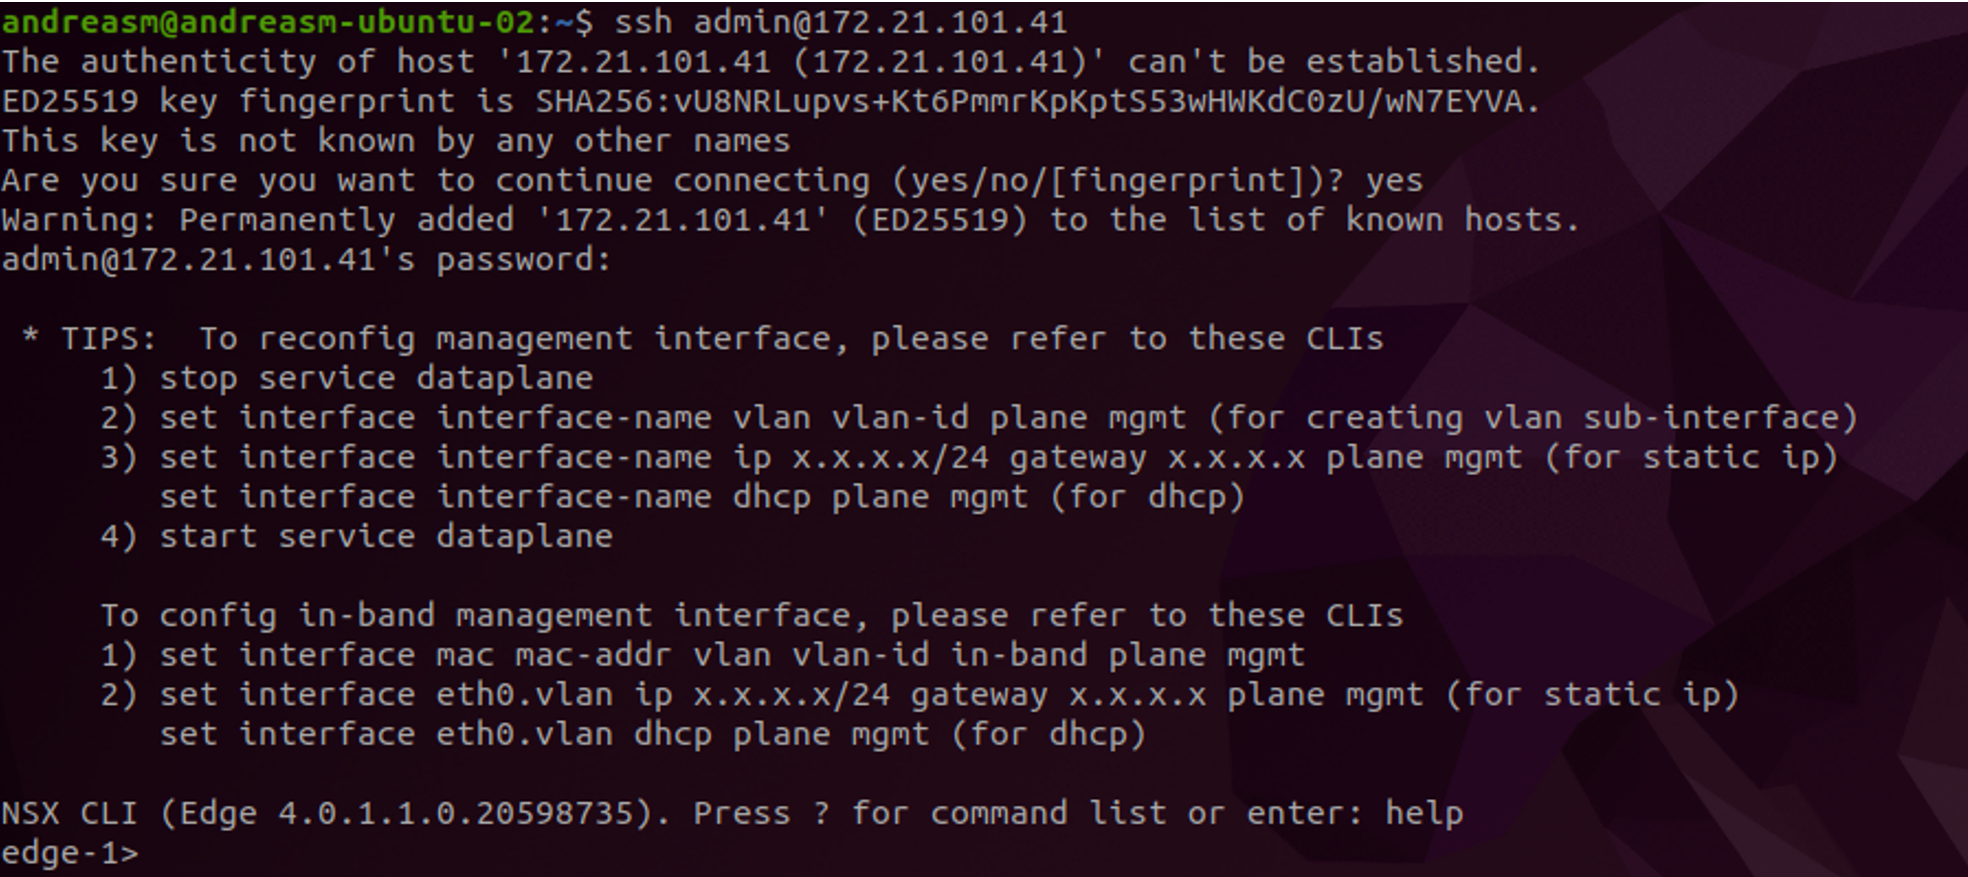 andreasm@andreasm-ubuntu-02:~$ ssh admin@172.21.101.41
The authenticity of host '172.21.101.41 (172.21.101.41)' can't be established.
ED25519 key fingerprint is SHA256:vU8NRLupvs+Kt6PmmrKpKptS53wHWKdC0zU/wN7EYVA.
This key is not known by any other names
Are you sure you want to continue connecting (yes/no/[fingerprint])? yes
Warning: Permanently added '172.21.101.41' (ED25519) to the list of known hosts.
admin@172.21.101.41's password:
 * TIPS:  To reconfig management interface, please refer to these CLIs
     1) stop service dataplane
     2) set interface interface-name vlan vlan-id plane mgmt (for creating vlan sub-interface)
     3) set interface interface-name ip x.x.x.x/24 gateway x.x.x.x plane mgmt (for static ip)
        set interface interface-name dhcp plane mgmt (for dhcp)
     4) start service dataplane
     To config in-band management interface, please refer to these CLIs
     1) set interface mac mac-addr vlan vlan-id in-band plane mgmt
     2) set interface eth0.vlan ip x.x.x.x/24 gateway x.x.x.x plane mgmt (for static ip)
        set interface eth0.vlan dhcp plane mgmt (for dhcp)
NSX CLI (Edge 4.0.1.1.0.20598735). Press ? for command list or enter: help
edge-1>